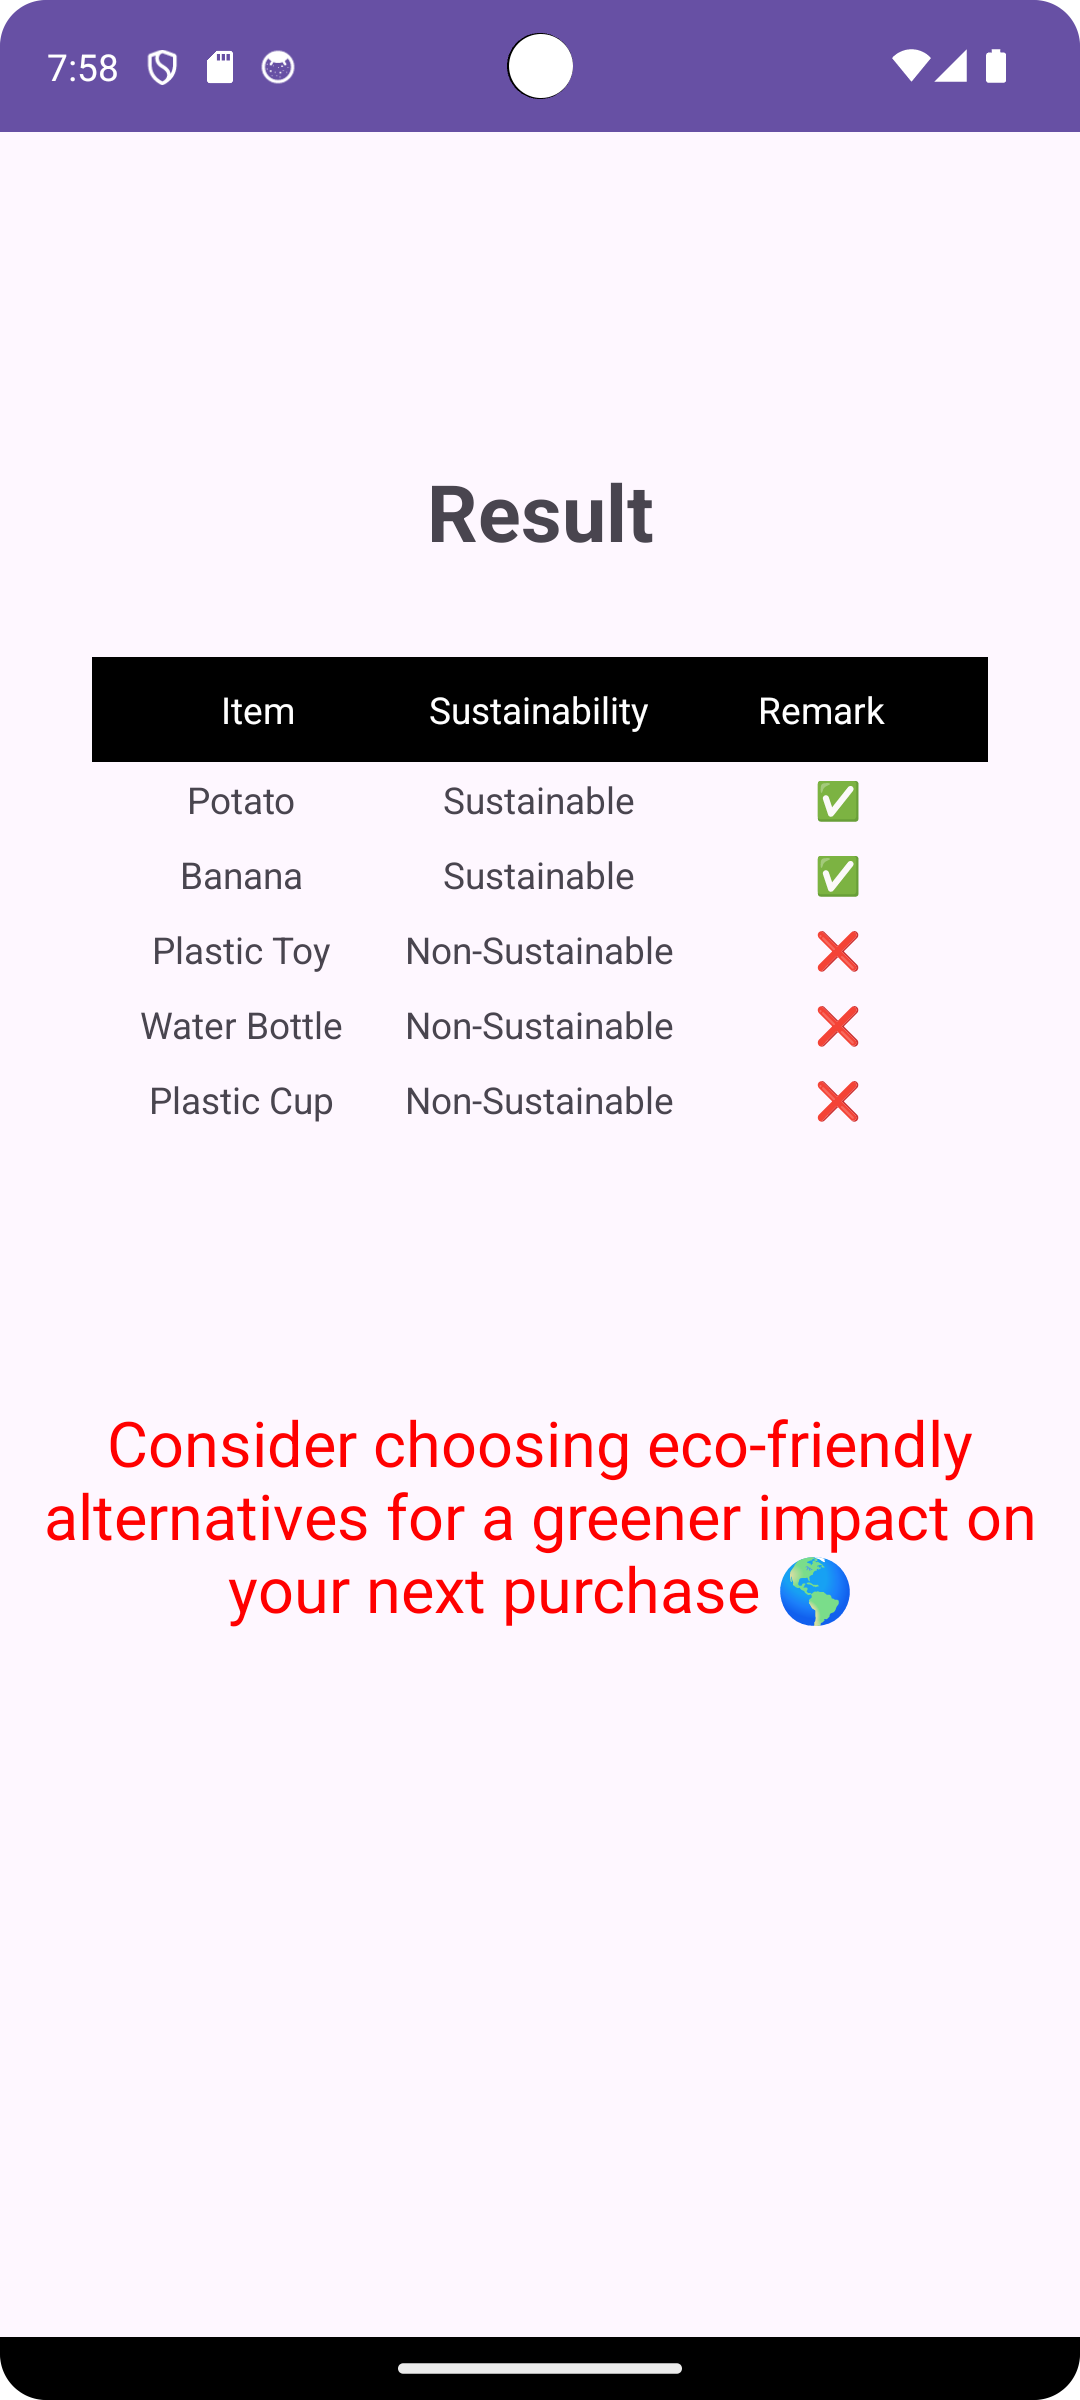 7:58
Result
Item Sustainability Remark
Potato Sustainable ✅
Banana Sustainable ✅
Plastic Toy Non-Sustainable ❌
Water Bottle Non-Sustainable ❌
Plastic Cup Non-Sustainable ❌
Consider choosing eco-friendly
alternatives for a greener impact on
your next purchase 🌎